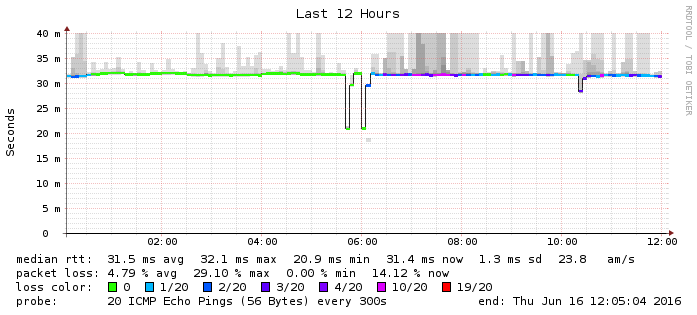 Last 12 Hours
RRDTOOL / TOBI OETIKER
Seconds
40 m
35 m
30 m
25 m
20 m
15 m
10 m
5 m
0
02:00 04:00 06:00 08:00 10:00 12:00
median rtt: 31.5 ms avg 32.1 ms max 20.9 ms min 31.4 ms now 1.3 ms sd 23.8 am/s
packet loss: 4.79 % avg 29.10 % max 0.00 % min 14.12 % now
loss color: 0 1/20 2/20 3/20 4/20 10/20 19/20
probe: 20 ICMP Echo Pings (56 Bytes) every 300s end: Thu Jun 16 12:05:04 2016